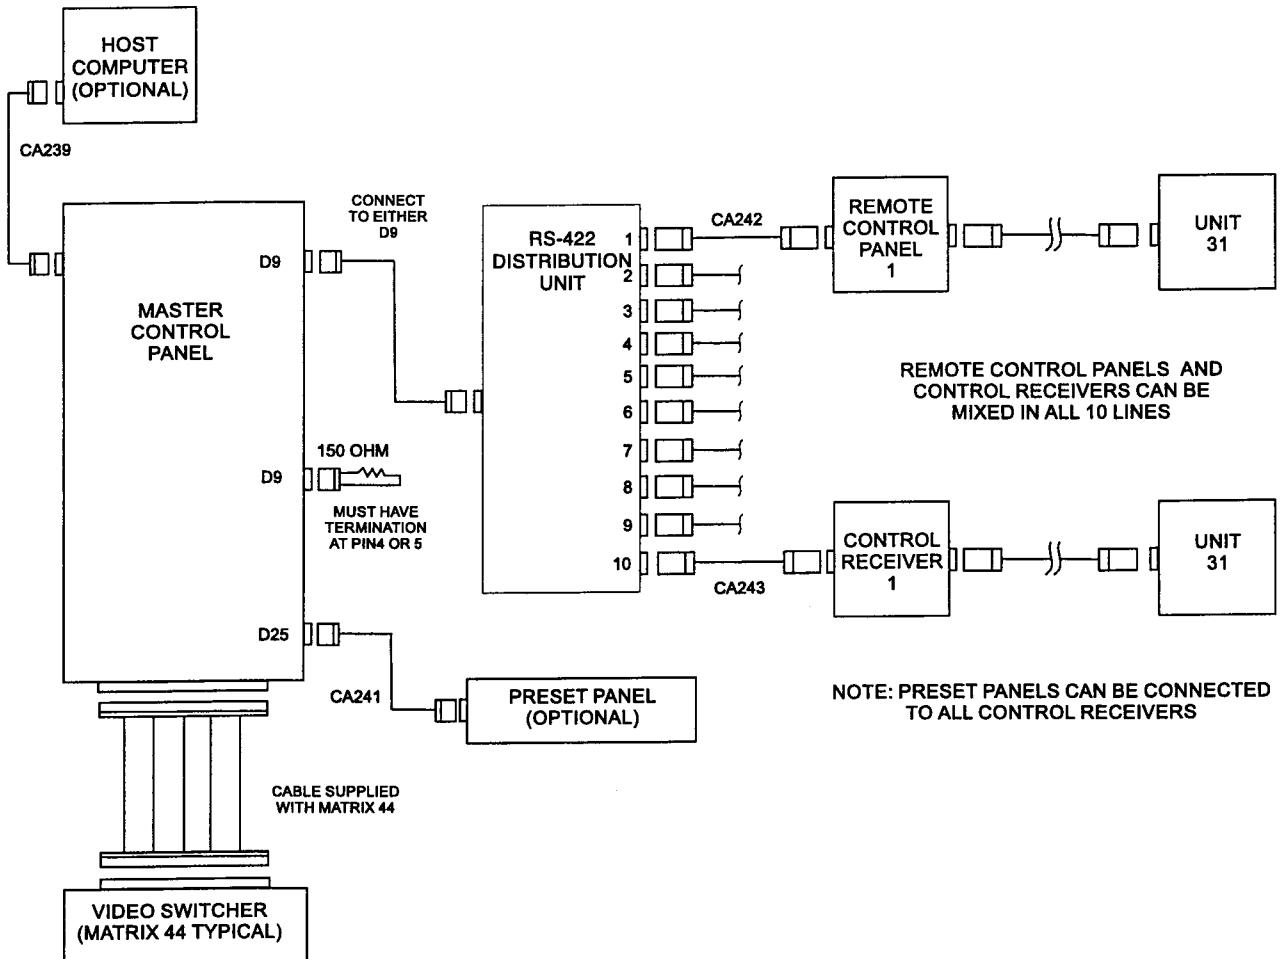 HOST
COMPUTER
(OPTIONAL)
CA239
MASTER
CONTROL
PANEL
D9
CONNECT
TO EITHER
D9
D9
150 OHM
MUST HAVE
TERMINATION
AT PIN4 OR 5
D25
CA241
PRESET PANEL
(OPTIONAL)
CABLE SUPPLIED
WITH MATRIX 44
VIDEO SWITCHER
(MATRIX 44 TYPICAL)
RS-422
DISTRIBUTION
UNIT
1
2
3
4
5
6
7
8
9
10
CA242
REMOTE
CONTROL
PANEL
1
UNIT
31
REMOTE CONTROL PANELS AND
CONTROL RECEIVERS CAN BE
MIXED IN ALL 10 LINES
CA243
CONTROL
RECEIVER
1
UNIT
31
NOTE: PRESET PANELS CAN BE CONNECTED
TO ALL CONTROL RECEIVERS